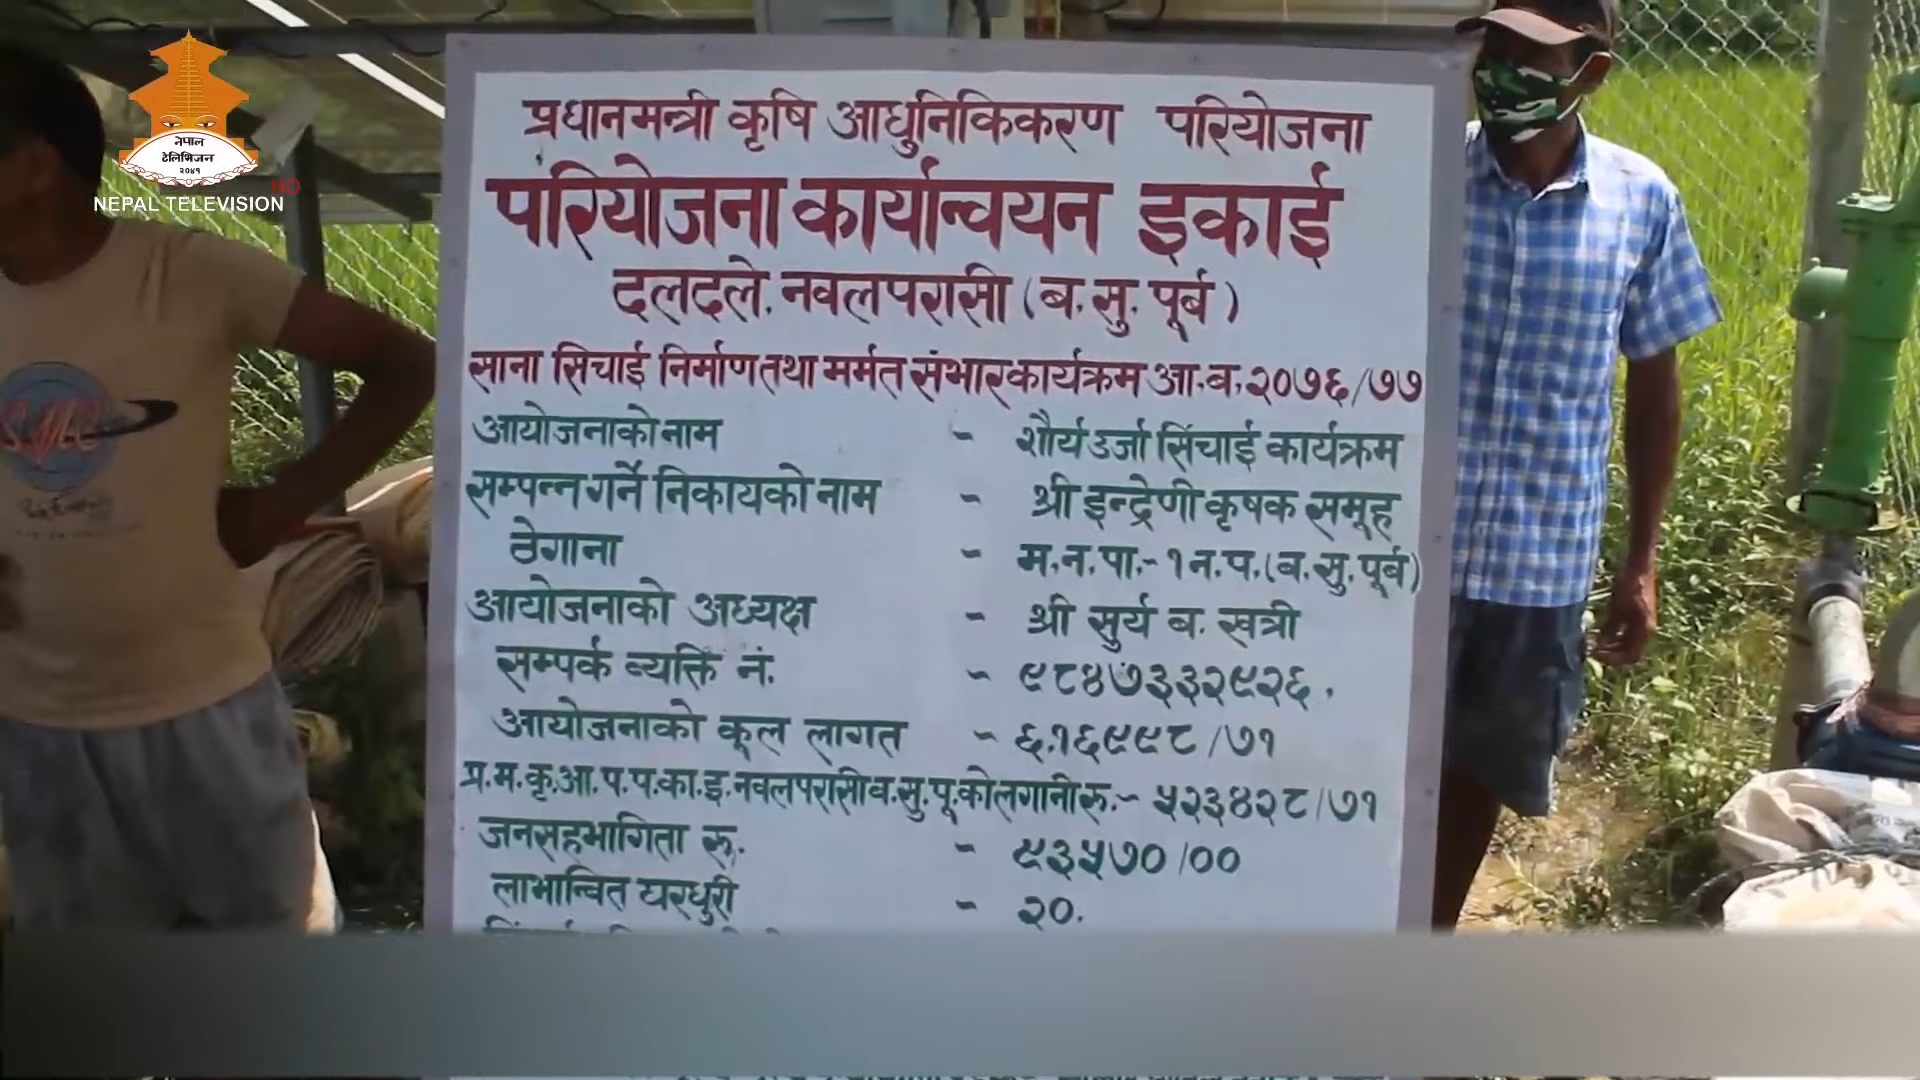 नेपाल
टेलिभिजन
२०४१
HD
NEPAL TELEVISION
प्रधानमन्त्री कृषि आधुनिकिकरण परियोजना
परियोजना कार्यान्वयन इकाई
दलदले, नवलपरासी (ब. सु. पूर्ब)
साना सिचाई निर्माण तथा मर्मत संभार कार्यक्रम आ.ब. २०७६/७७
आयोजनाको नाम - शौर्य उर्जा सिंचाई कार्यक्रम
सम्पन्न गर्ने निकायको नाम - श्री इन्द्रेणी कृषक समूह
ठेगाना - म.न.पा.-१ न.प.(ब.सु.पूर्ब)
आयोजनाको अध्यक्ष - श्री सुर्य ब. खत्री
सम्पर्क व्यक्ति नं. - ९८४७३३२९२६.
आयोजनाको कूल लागत - ६.१६९९८/७१
प्र.म.कृ.आ.प.प.का.इ.नवलपरासी ब.सु.पू.को लगानी रु.- ५२३४२८/७१
जनसहभागिता रु. - ९३५७०/००
लाभान्वित घरधुरी - २०.